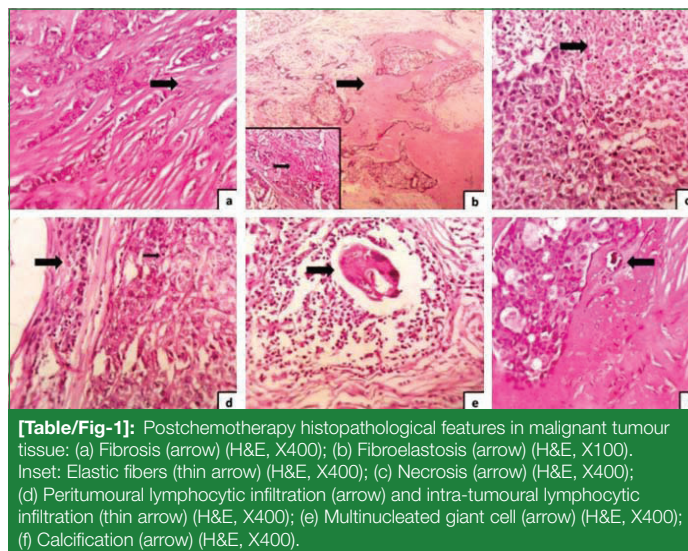 a
b
c
d
e
[Table/Fig-1]: Postchemotherapy histopathological features in malignant tumour
tissue: (a) Fibrosis (arrow) (H&E, X400); (b) Fibroelastosis (arrow) (H&E, X100).
Inset: Elastic fibers (thin arrow) (H&E, X400); (c) Necrosis (arrow) (H&E, X400);
(d) Peritumoural lymphocytic infiltration (arrow) and intra-tumoural lymphocytic
infiltration (thin arrow) (H&E, X400); (e) Multinucleated giant cell (arrow) (H&E, X400);
(f) Calcification (arrow) (H&E, X400).